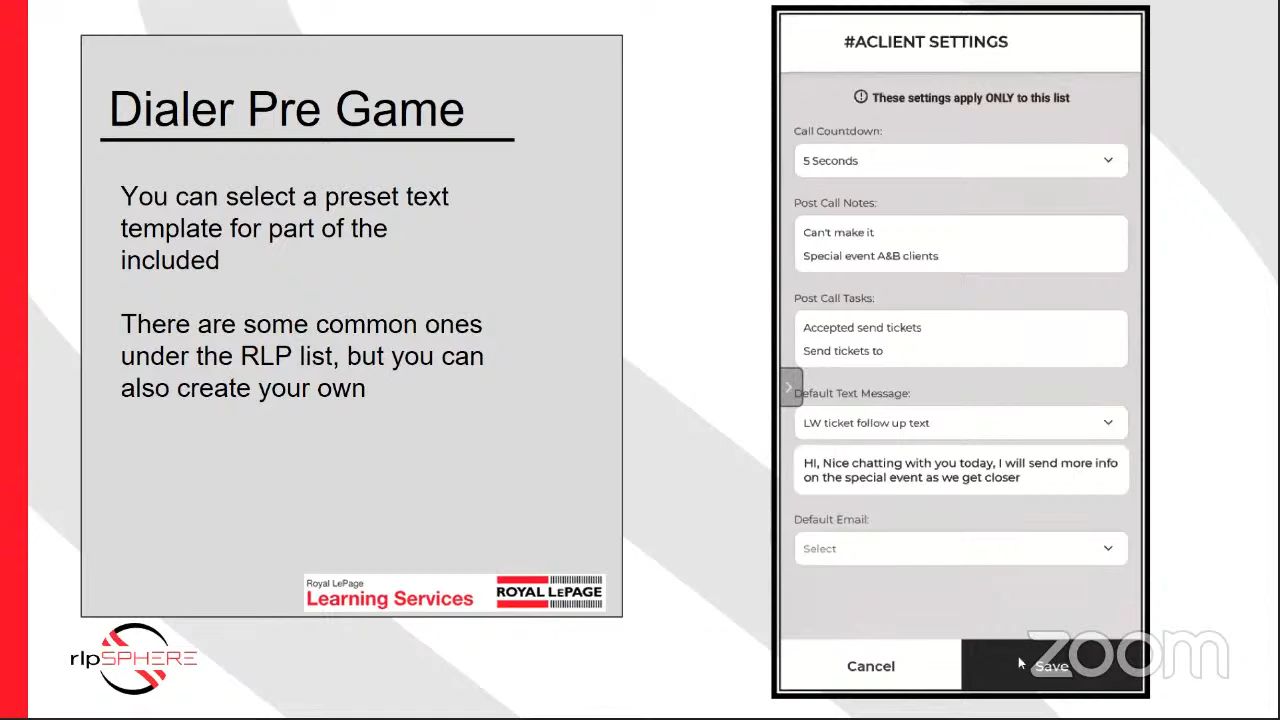 Dialer Pre Game
You can select a preset text
template for part of the
included
There are some common ones
under the RLP list, but you can
also create your own
Royal LePage
Learning Services
ROYAL LEPAGE
rlpSPHERE
#ACLIENT SETTINGS
These settings apply ONLY to this list
Call Countdown:
5 Seconds
Post Call Notes:
Can't make it
Special event A&B clients
Post Call Tasks:
Accepted send tickets
Send tickets to
Default Text Message:
LW ticket follow up text
HI, Nice chatting with you today, I will send more info
on the special event as we get closer
Default Email:
Select
Cancel
Save
zoom